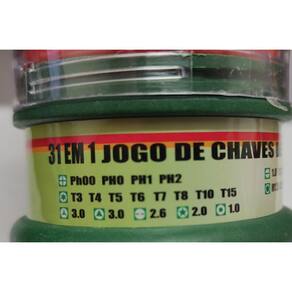 31 EM 1 JOGO DE CHAVES
Ph00 PH0 PH1 PH2
T3 T4 T5 T6 T7 T8 T10 T15
3.0 3.0 2.6 2.0 1.0